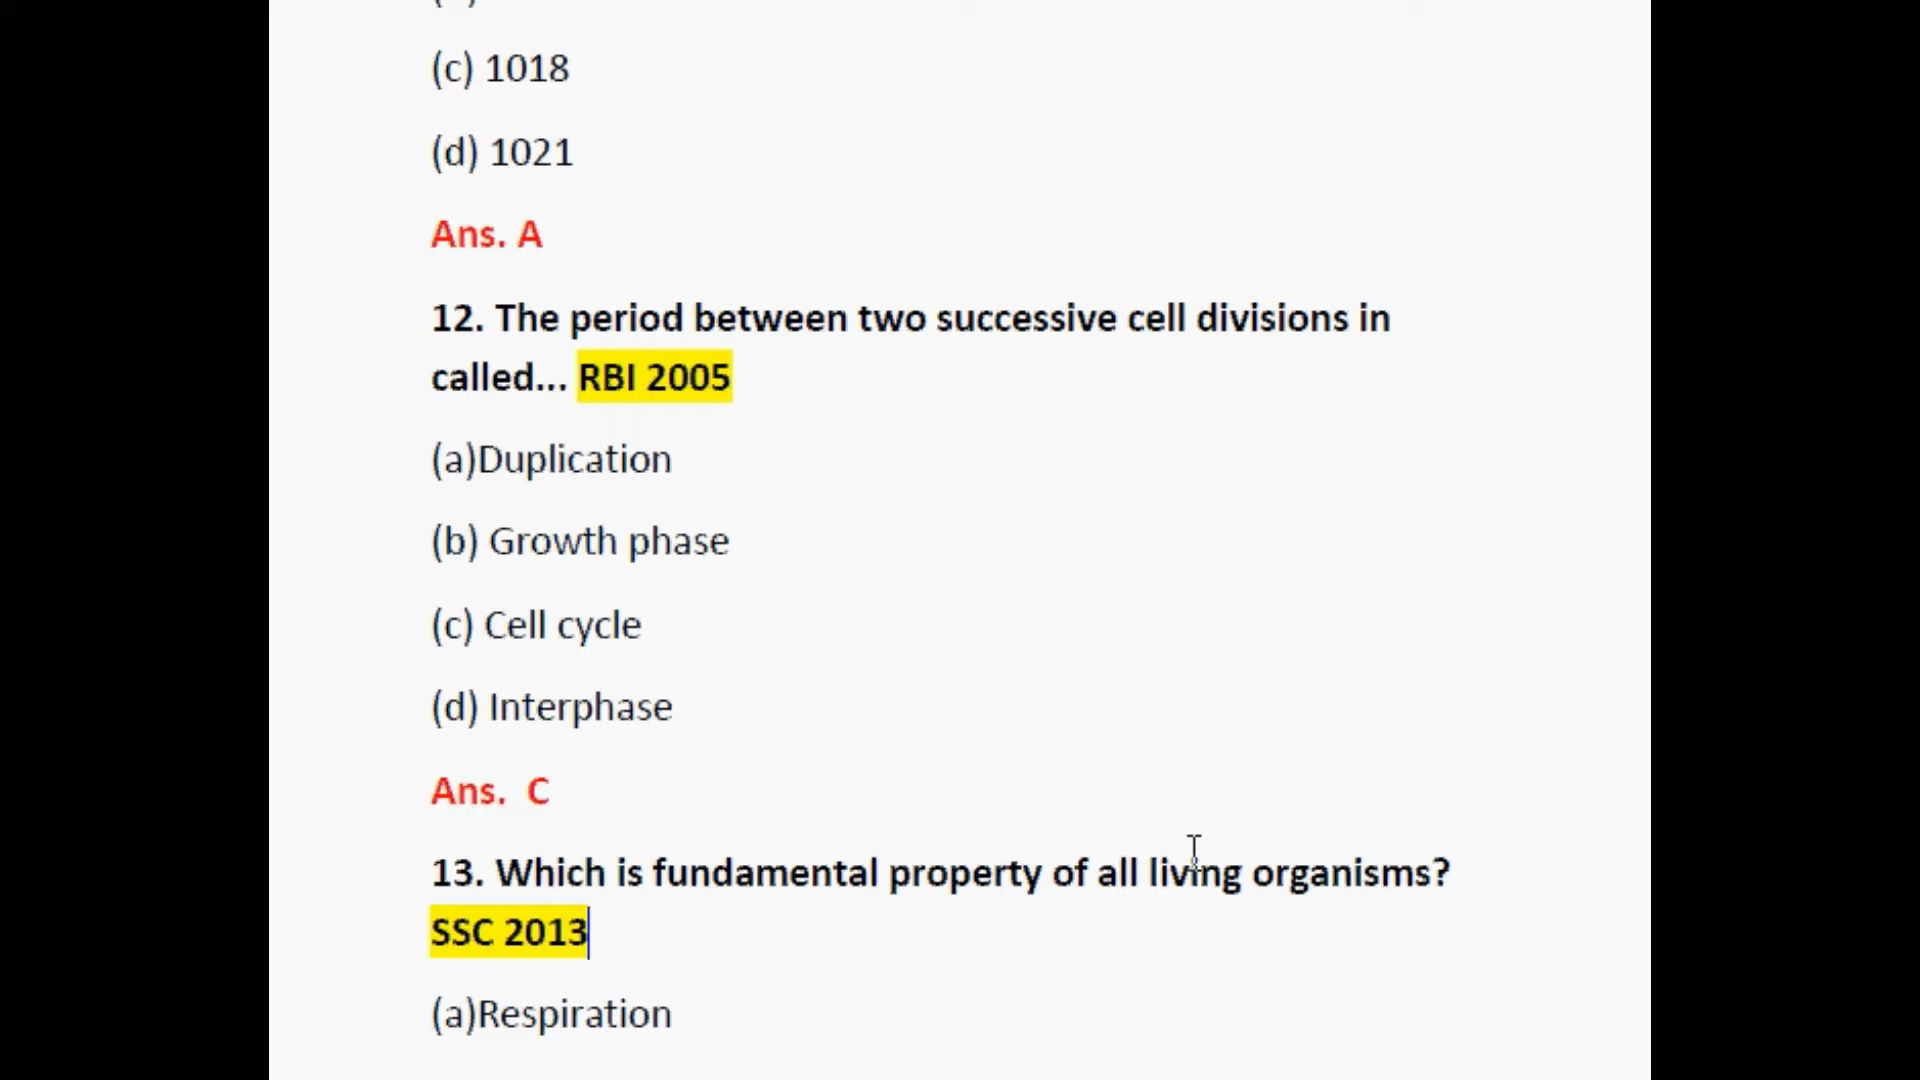 (c) 1018
(d) 1021
Ans. A
12. The period between two successive cell divisions in
called... RBI 2005
(a)Duplication
(b) Growth phase
(c) Cell cycle
(d) Interphase
Ans.  C
13. Which is fundamental property of all living organisms?
SSC 2013
(a)Respiration